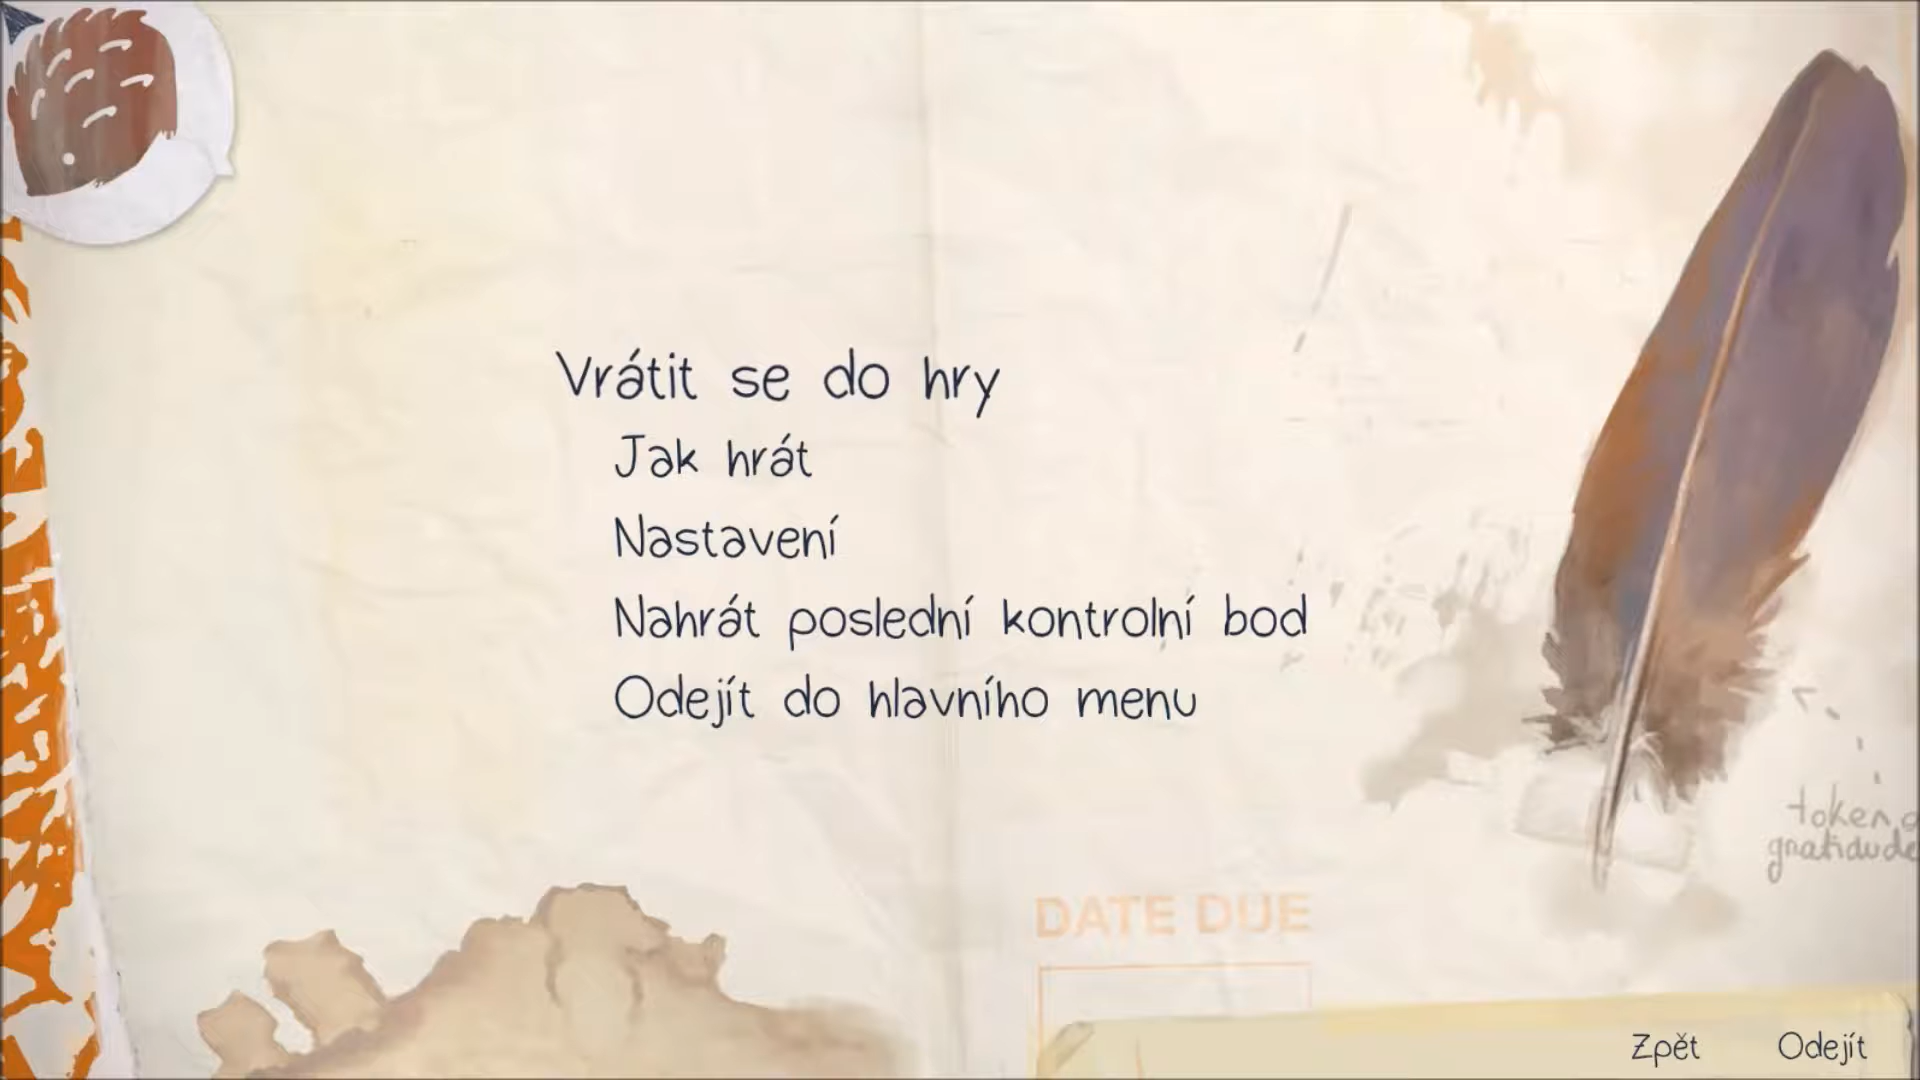 Vrátit se do hry
Jak hrát
Nastavení
Nahrát poslední kontrolní bod
Odejít do hlavního menu
token
DATE DUE
Zpět
Odejít